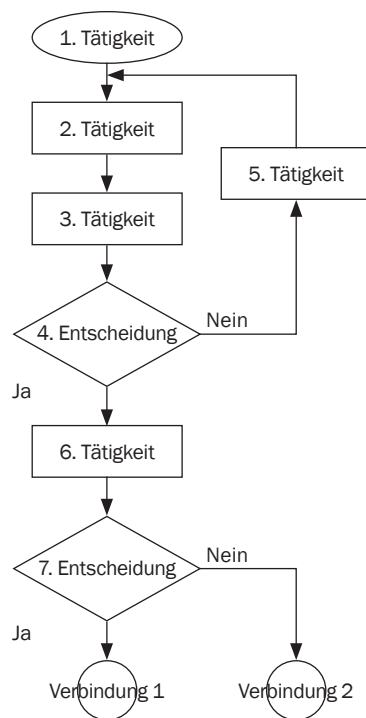 1. Tätigkeit
2. Tätigkeit
3. Tätigkeit
4. Entscheidung
Nein
5. Tätigkeit
Ja
6. Tätigkeit
7. Entscheidung
Nein
Ja
Verbindung 1
Verbindung 2